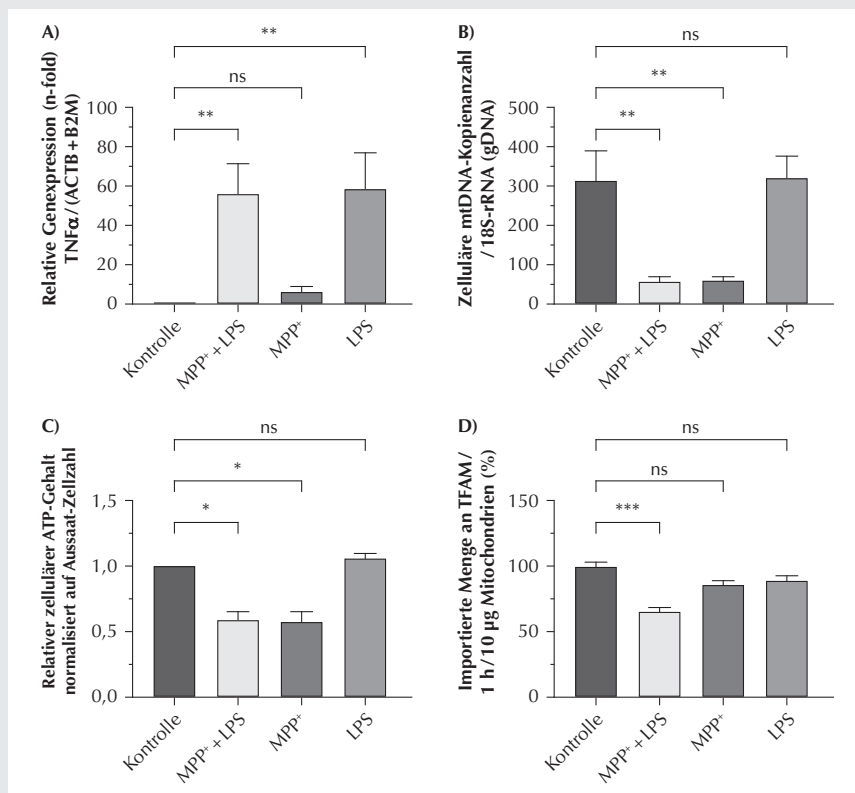 A)
**
ns
**
Relative Genexpression (n-fold)
TNFα / (ACTB + B2M)
100
80
60
40
20
0
Kontrolle
MPP⁺ + LPS
MPP⁺
LPS
B)
ns
**
**
Zelluläre mtDNA-Kopienanzahl
/ 18S-rRNA (gDNA)
500
400
300
200
100
0
Kontrolle
MPP⁺ + LPS
MPP⁺
LPS
C)
ns
*
*
Relativer zellulärer ATP-Gehalt
normalisiert auf Aussaat-Zellzahl
1,5
1,0
0,5
0,0
Kontrolle
MPP⁺ + LPS
MPP⁺
LPS
D)
ns
ns
***
Importierte Menge an TFAM /
1 h / 10 µg Mitochondrien (%)
150
100
50
0
Kontrolle
MPP⁺ + LPS
MPP⁺
LPS